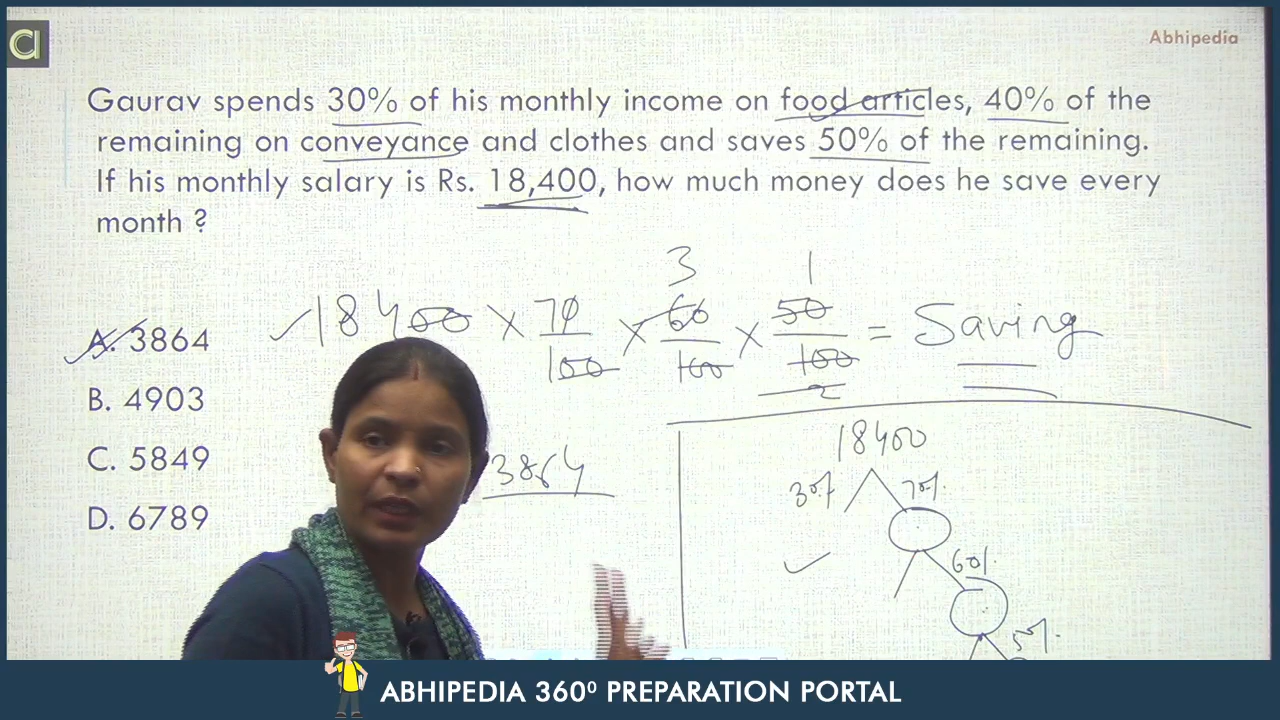 Abhipedia
Gaurav spends 30% of his monthly income on food articles, 40% of the
remaining on conveyance and clothes and saves 50% of the remaining.
If his monthly salary is Rs. 18,400, how much money does he save every
month ?
18400 × 70/100 × 60/100 × 50/100 = Saving
3
1
2
A. 3864
B. 4903
C. 5849
D. 6789
3864
18400
30%
70%
60%
ABHIPEDIA 360⁰ PREPARATION PORTAL